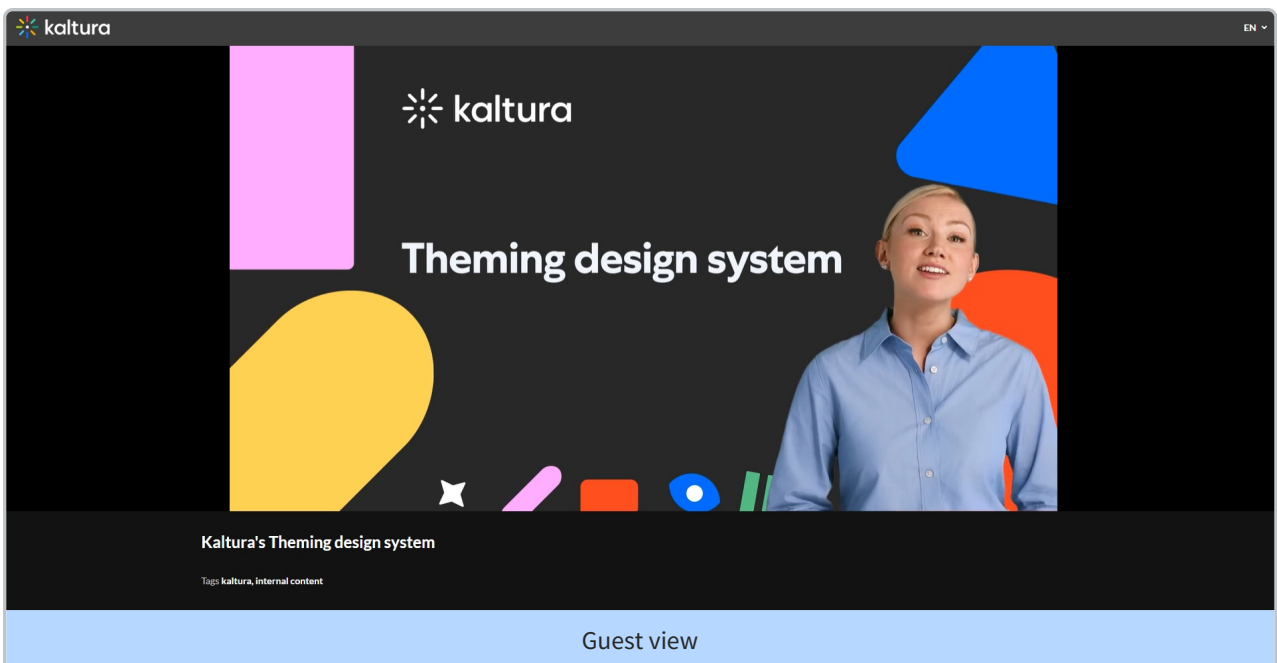 kaltura
EN
kaltura
Theming design system
Kaltura's Theming design system
Tags kaltura, internal content
Guest view